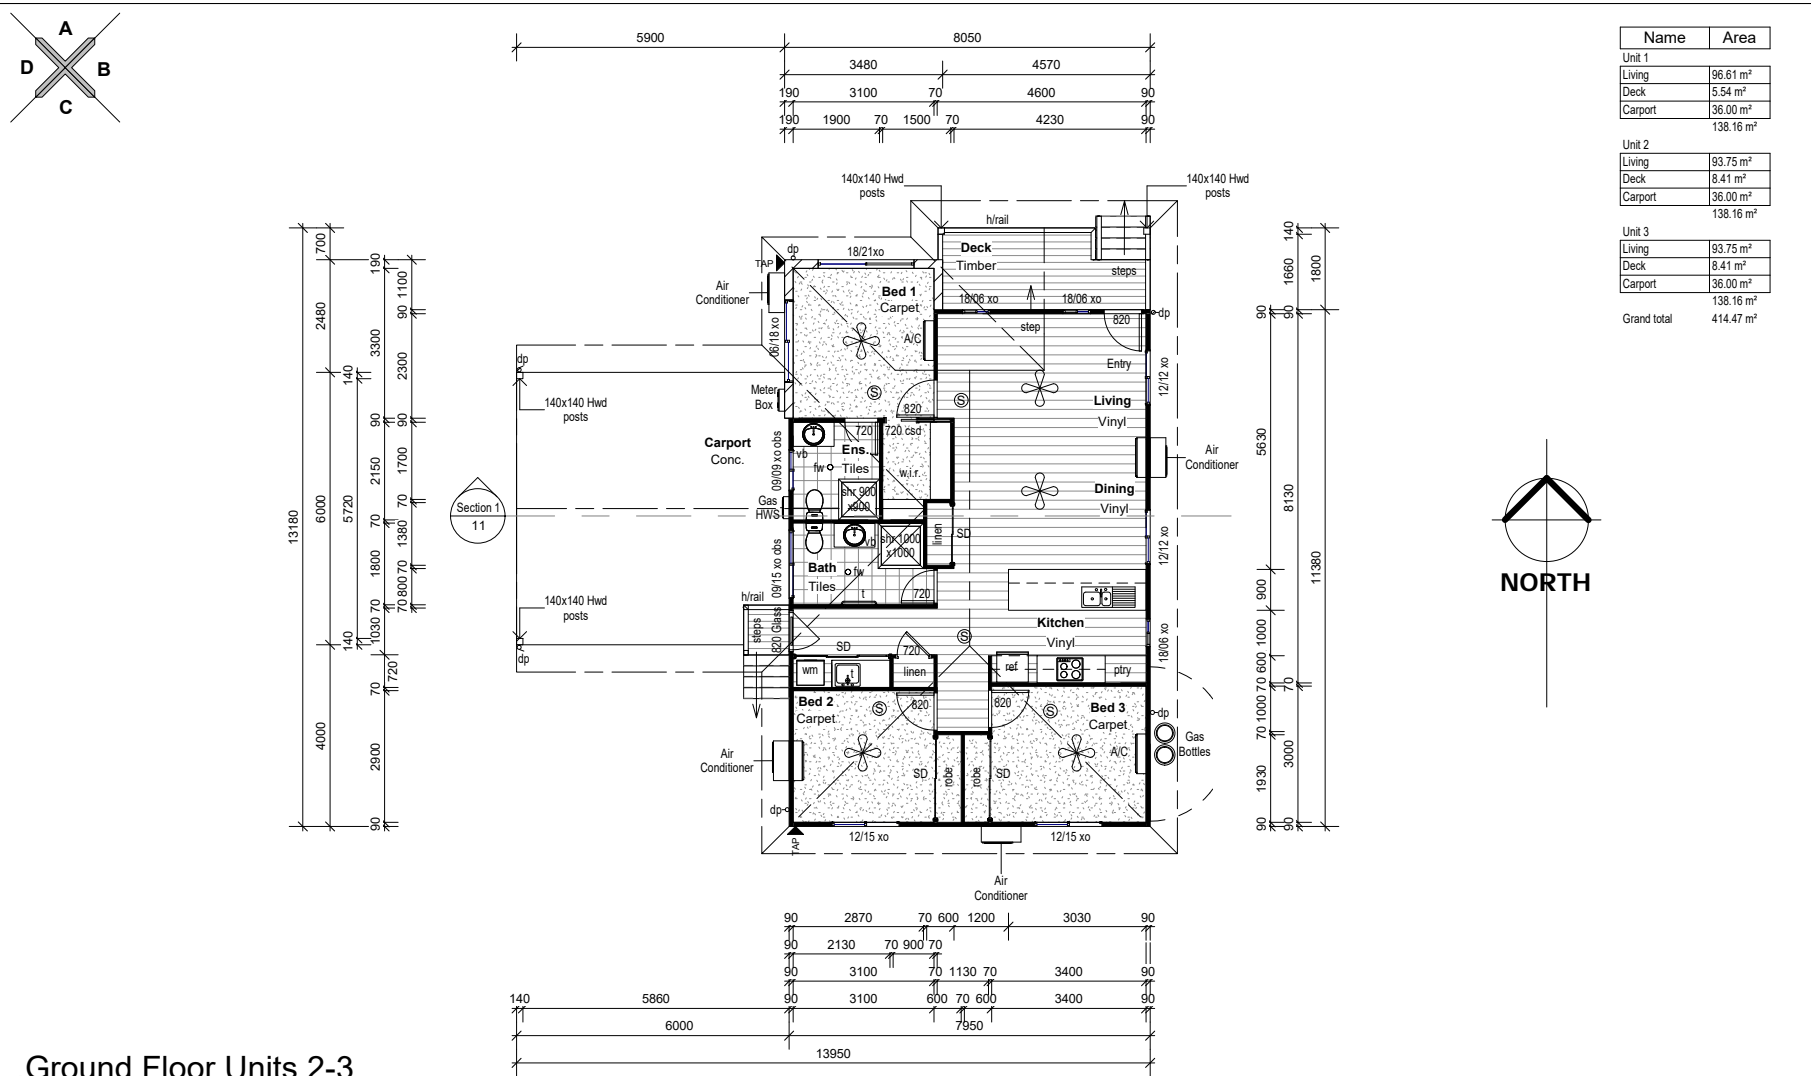 A
D B
C
5900 8050
3480 4570
190 3100 70 4600 90
190 1900 70 1500 70 4230 90
Name Area
Unit 1
Living 96.61 m²
Deck 5.54 m²
Carport 36.00 m²
138.16 m²
Unit 2
Living 93.75 m²
Deck 8.41 m²
Carport 36.00 m²
138.16 m²
Unit 3
Living 93.75 m²
Deck 8.41 m²
Carport 36.00 m²
138.16 m²
Grand total 414.47 m²
140x140 Hwd
posts
140x140 Hwd
posts
h/rail
dp
18/21xo
Deck
Timber
TAP
steps
Air
Conditioner
Bed 1
Carpet
18/06 xo
18/06 xo
step
820
dp
06/18 xo
A/C
Entry
12/12 xo
dp
140x140 Hwd
posts
Meter
Box
S
S
820
Living
Vinyl
Carport
Conc.
720
720 csd
Ens.
Tiles
vb
fw
09/09 xo obs
w.i.r.
Air
Conditioner
Dining
Vinyl
shr 900
x900
Gas
HWS
Section 1
11
linen
SD
12/12 xo
vb
shr 1000
x1000
Bath
Tiles
fw
t
720
09/15 xo obs
h/rail
140x140 Hwd
posts
steps
820 Glass
Kitchen
Vinyl
18/06 xo
S
SD
720
dp
wm
t
linen
ref
ptry
Bed 2
Carpet
S
820
820
S
Bed 3
Carpet
dp
Gas
Bottles
A/C
Air
Conditioner
SD
robe
robe
SD
dp
TAP
12/15 xo
12/15 xo
Air
Conditioner
NORTH
13180
700
2480
6000
4000
140
5720
140
190
3300
90
2150
70
1800
70
1030
720
70
2900
90
1100
90
2300
90
1700
70
1380
70
800
70
90
5630
900
1000
600
70
1000
70
1930
90
140
1660
90
8130
70
3000
90
1800
11380
90 2870 70 600 1200 3030 90
90 2130 70 900 70
90 3100 70 1130 70 3400 90
140 5860 90 3100 600 70 600 3400 90
6000 7950
13950
Ground Floor Units 2-3